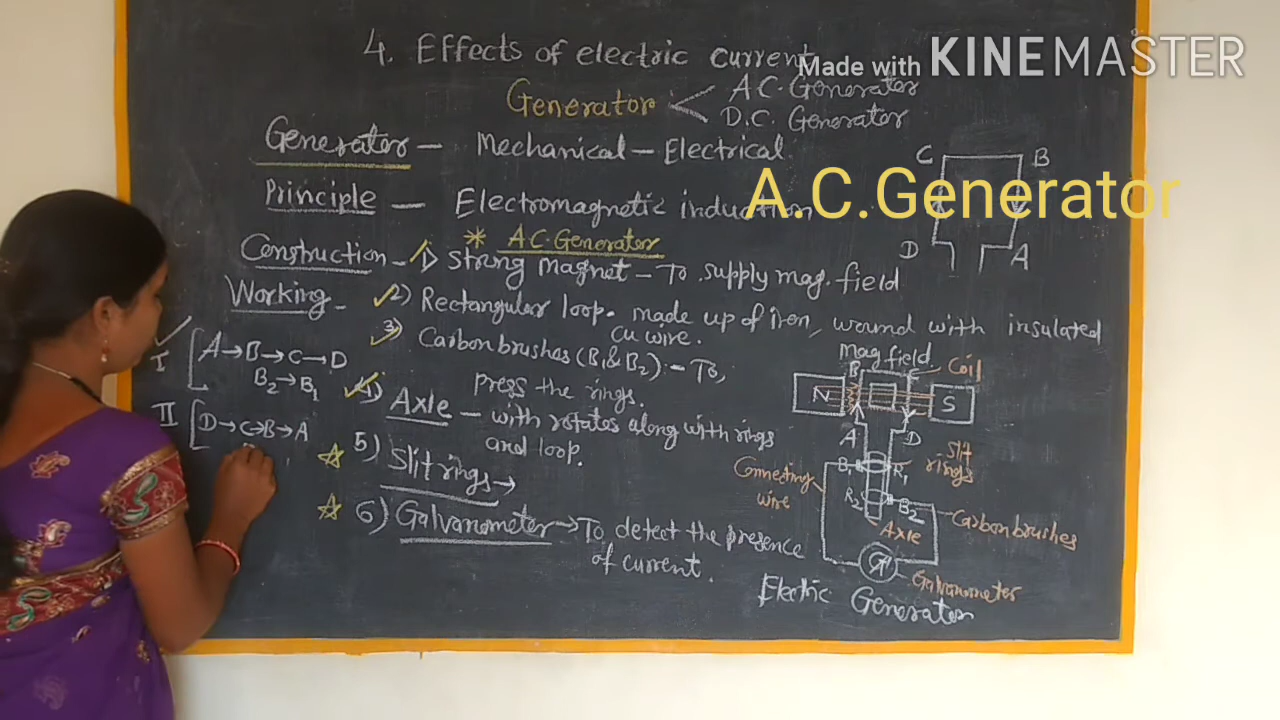 4. Effects of electric current
Made with KINEMASTER
Generator
A.C. Generator
D.C. Generator
Generator — Mechanical — Electrical
Principle — Electromagnetic induction
A.C.Generator
* A.C. Generator
Construction - 1) Strong magnet - To supply mag. field
Working - 2) Rectangular loop. made up of iron, wound with insulated
cu wire.
3) Carbon brushes (B1 & B2) - To,
press the rings.
4) Axle — with rotates along with rings
and loop.
5) Slit rings →
6) Galvanometer → To detect the presence
of current.
I [A → B → C → D
B2 → B1
II [D → C → B → A
C B
D A
Mag field
Coil
B C
N S
A D
Slit
rings
B1 R1
Connecting
wire
R2 B2
Carbon brushes
Axle
Galvanometer
Electric Generator